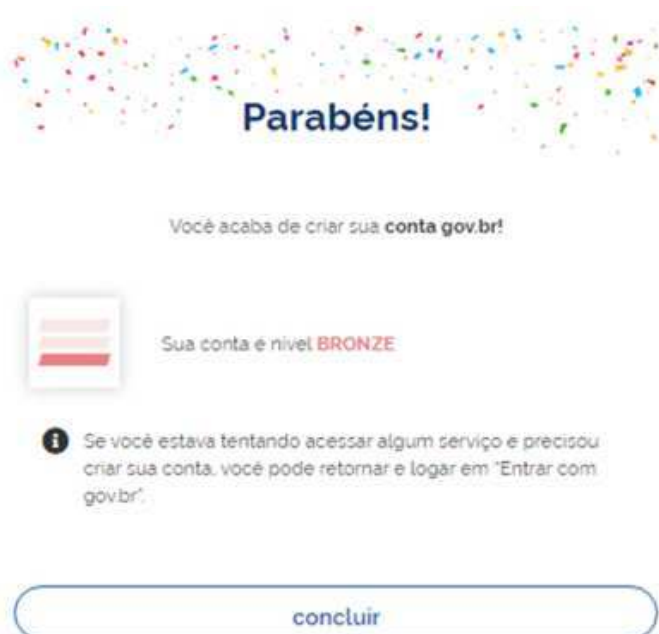 Parabéns!
Você acaba de criar sua conta gov.br!
Sua conta é nível BRONZE
Se você estava tentando acessar algum serviço e precisou
criar sua conta, você pode retornar e logar em "Entrar com
gov.br".
concluir